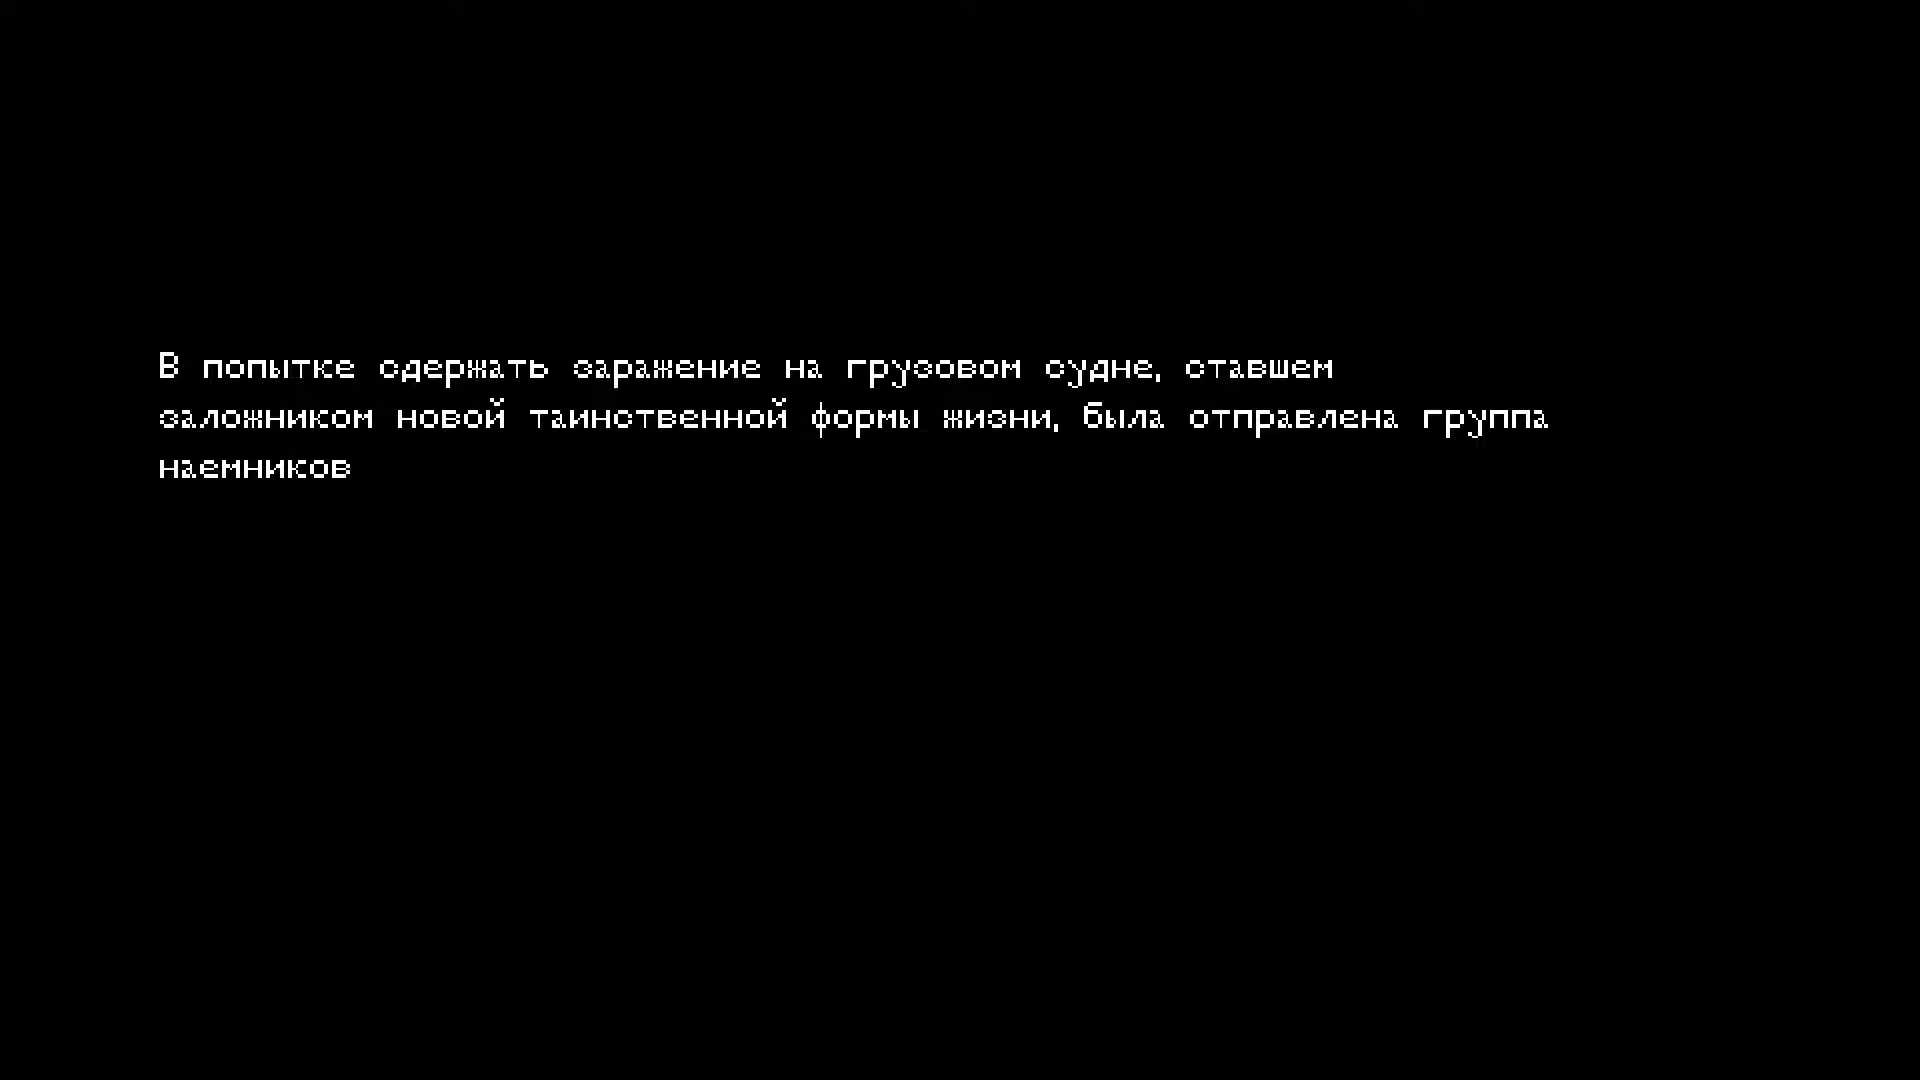 В попытке сдержать заражение на грузовом судне, ставшем
заложником новой таинственной формы жизни, была отправлена группа
наемников